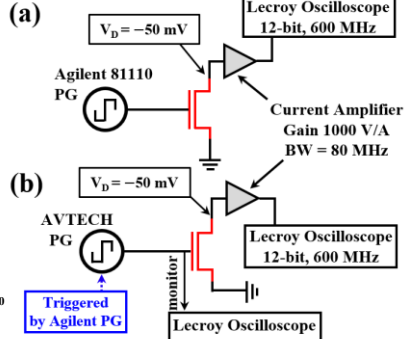 (a)
Lecroy Oscilloscope
12-bit, 600 MHz
V_D = −50 mV
Agilent 81110
PG
Current Amplifier
Gain 1000 V/A
BW = 80 MHz
(b)
V_D = −50 mV
AVTECH
PG
Lecroy Oscilloscope
12-bit, 600 MHz
monitor
Triggered
by Agilent PG
Lecroy Oscilloscope